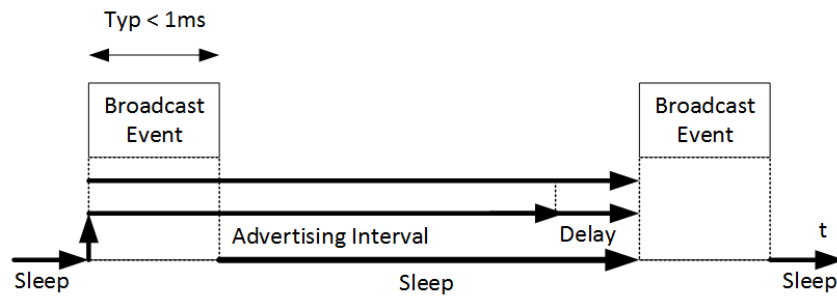 Typ < 1ms
Broadcast
Event
Broadcast
Event
Advertising Interval
Delay
t
Sleep
Sleep
Sleep